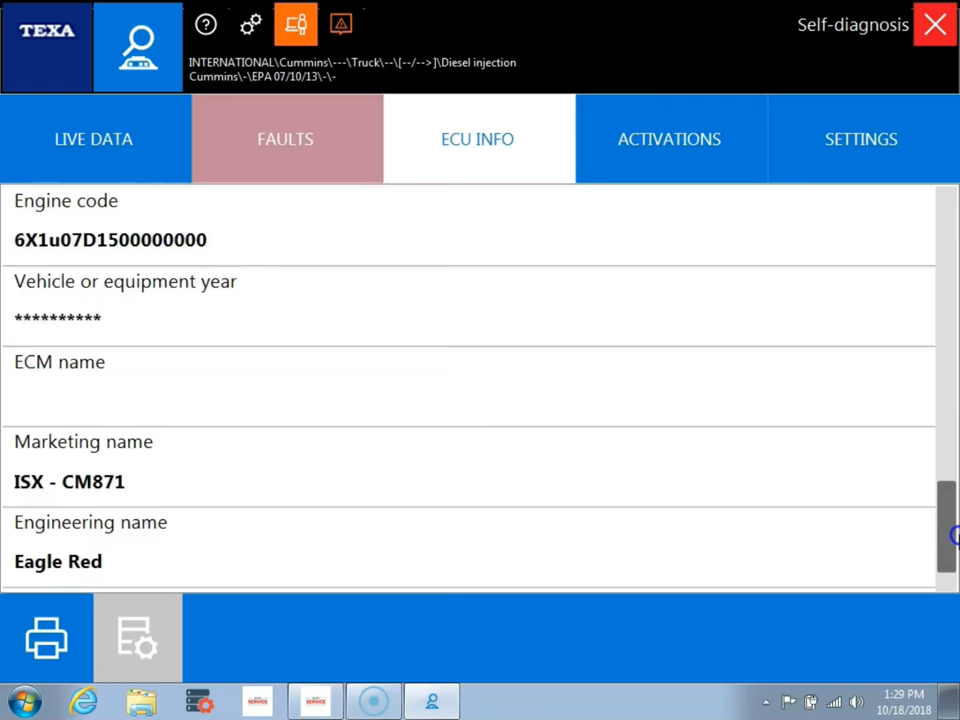 TEXA
Self-diagnosis
INTERNATIONAL\Cummins\---\Truck\--\[--/-->]\Diesel injection
Cummins\-\EPA 07/10/13\-\-
LIVE DATA
FAULTS
ECU INFO
ACTIVATIONS
SETTINGS
Engine code
6X1u07D1500000000
Vehicle or equipment year
**********
ECM name
Marketing name
ISX - CM871
Engineering name
Eagle Red
SERVICE
SERVICE
1:29 PM
10/18/2018